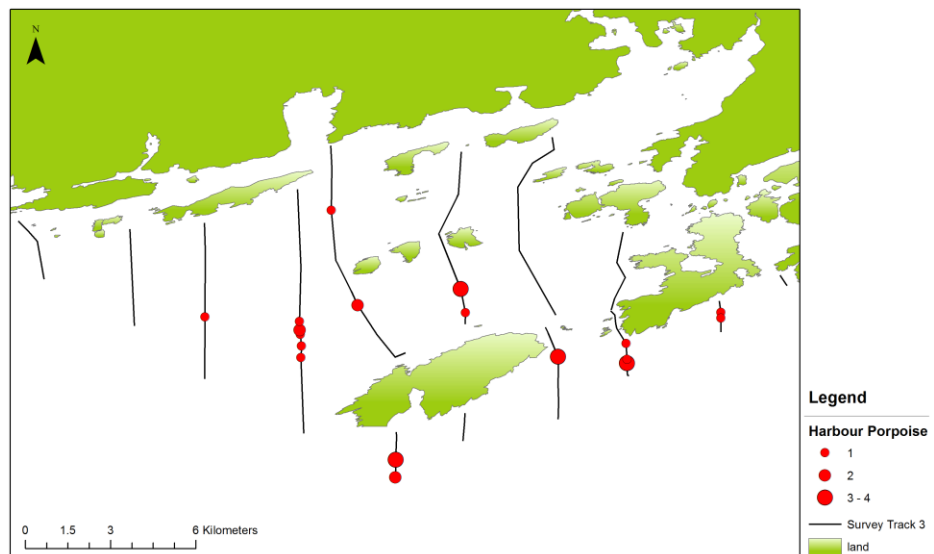 N
Legend
Harbour Porpoise
1
2
3 - 4
Survey Track 3
land
0 1.5 3 6 Kilometers